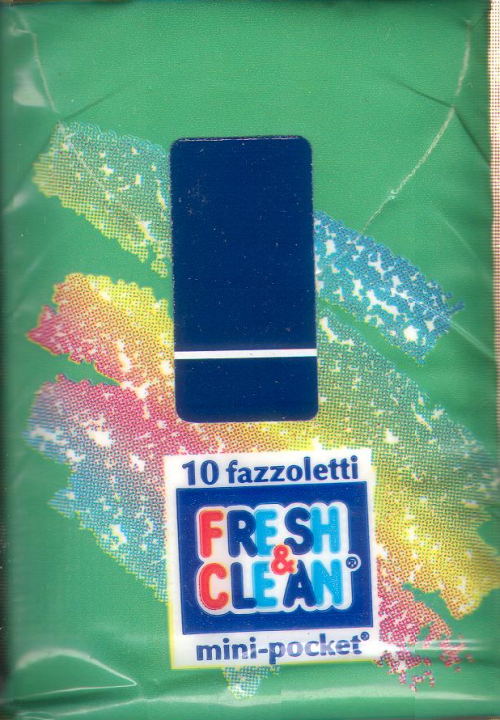 10 fazzoletti
FRESH
&
CLEAN®
mini-pocket®